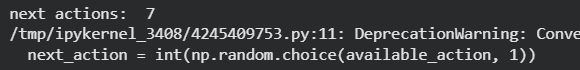 next actions:  7
/tmp/ipykernel_3408/4245409753.py:11: DeprecationWarning: Conve
  next_action = int(np.random.choice(available_action, 1))